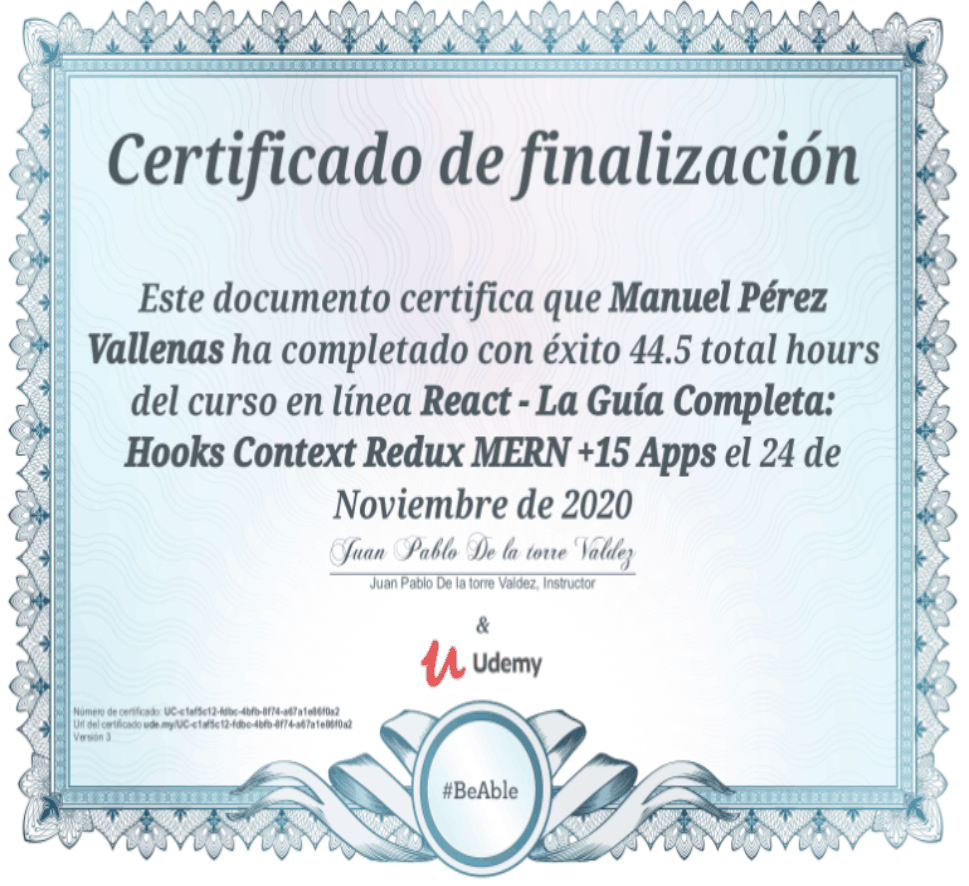 Certificado de finalización
Este documento certifica que Manuel Pérez
Vallenas ha completado con éxito 44.5 total hours
del curso en línea React - La Guía Completa:
Hooks Context Redux MERN +15 Apps el 24 de
Noviembre de 2020
Juan Pablo De la torre Valdez
Juan Pablo De la torre Valdez, Instructor
&
Udemy
Número de certificado: UC-c1af5c12-fdbc-4bfb-8f74-a67a1e86f0a2
Url del certificado ude.my/UC-c1af5c12-fdbc-4bfb-8f74-a67a1e86f0a2
Versión 3
#BeAble